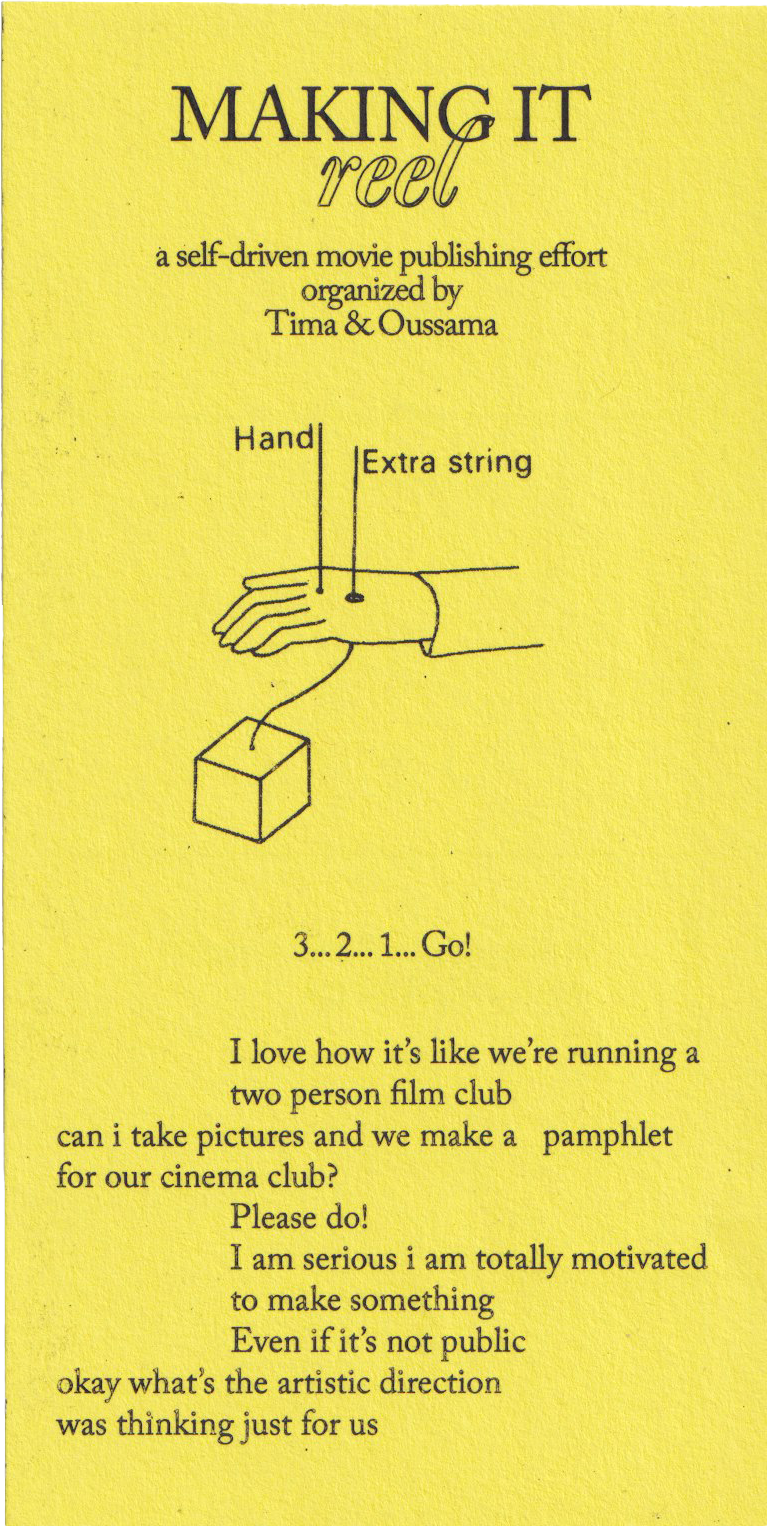 MAKING IT
reel
a self-driven movie publishing effort
organized by
Tima & Oussama
Hand
Extra string
3... 2... 1... Go!
I love how it's like we're running a
two person film club
can i take pictures and we make a pamphlet
for our cinema club?
Please do!
I am serious i am totally motivated
to make something
Even if it's not public
okay what's the artistic direction
was thinking just for us